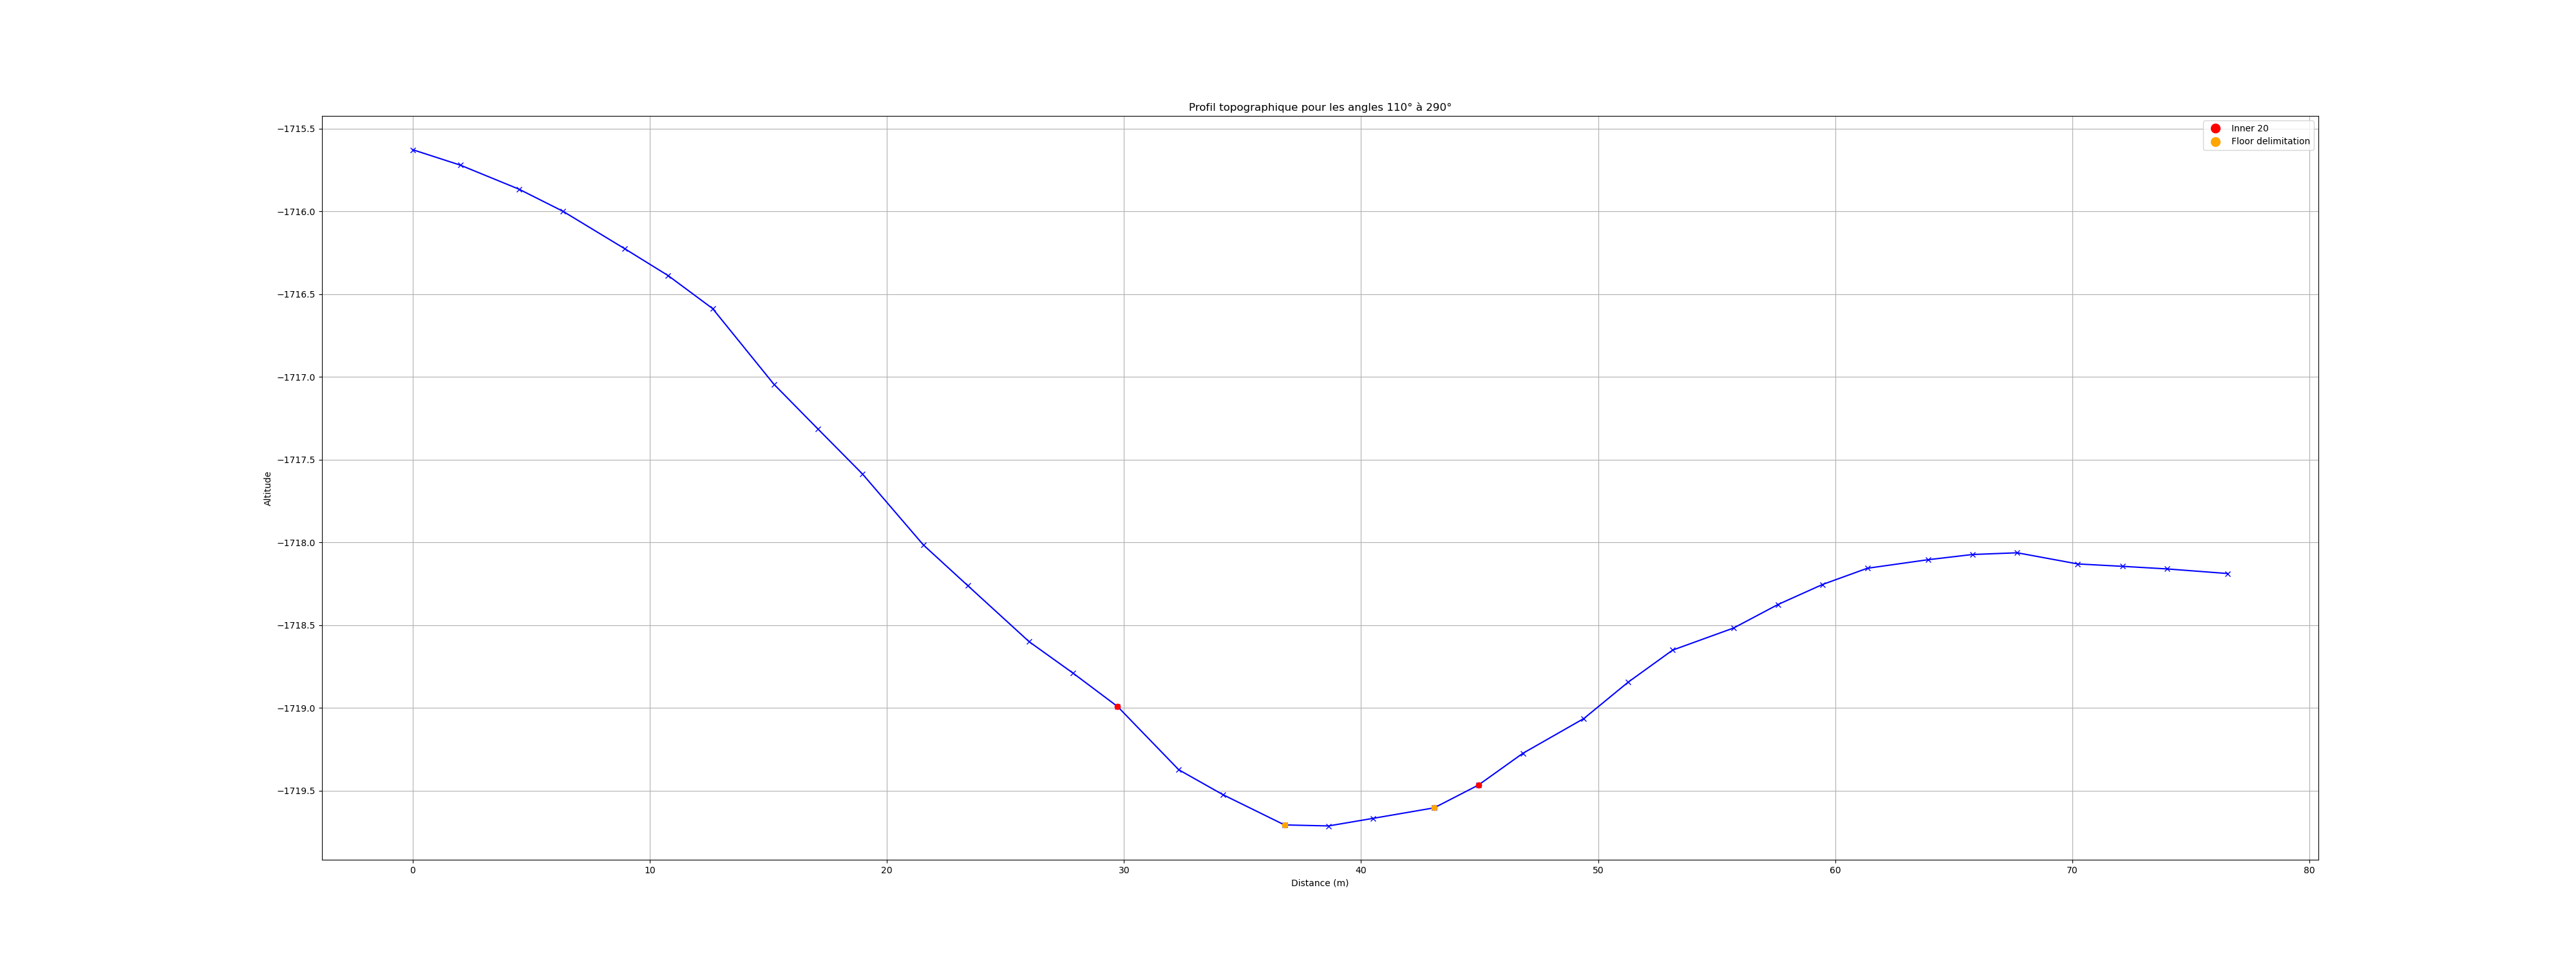 Profil topographique pour les angles 110° à 290°
Inner 20
Floor delimitation
−1715.5
−1716.0
−1716.5
−1717.0
−1717.5
−1718.0
−1718.5
−1719.0
−1719.5
Altitude
0 10 20 30 40 50 60 70 80
Distance (m)